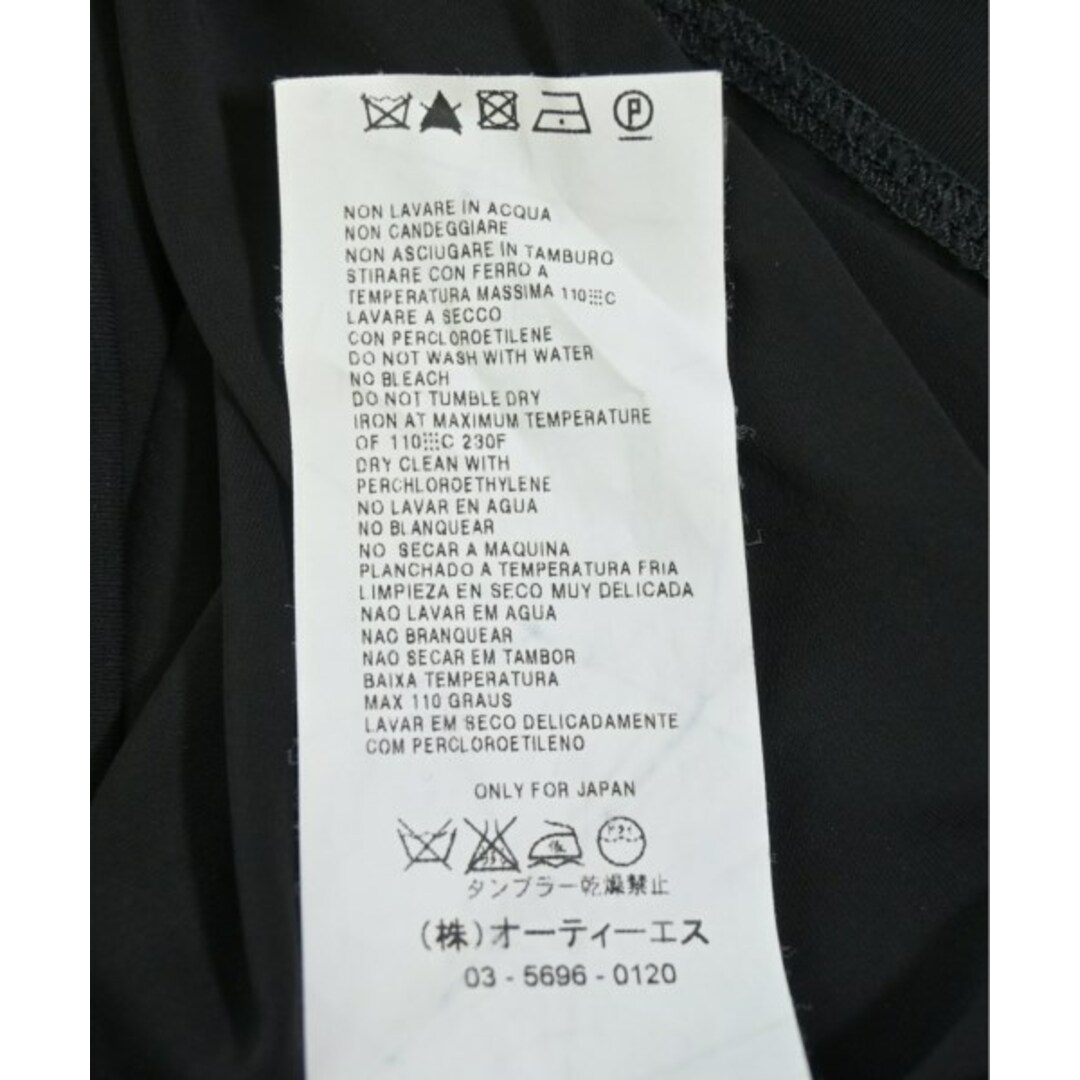 P
NON LAVARE IN ACQUA
NON CANDEGGIARE
NON ASCIUGARE IN TAMBURO
STIRARE CON FERRO A
TEMPERATURA MASSIMA 110 C
LAVARE A SECCO
CON PERCLOROETILENE
DO NOT WASH WITH WATER
NO BLEACH
DO NOT TUMBLE DRY
IRON AT MAXIMUM TEMPERATURE
OF 110 C 230F
DRY CLEAN WITH
PERCHLOROETHYLENE
NO LAVAR EN AGUA
NO BLANQUEAR
NO SECAR A MAQUINA
PLANCHADO A TEMPERATURA FRIA
LIMPIEZA EN SECO MUY DELICADA
NAO LAVAR EM AGUA
NAO BRANQUEAR
NAO SECAR EM TAMBOR
BAIXA TEMPERATURA
MAX 110 GRAUS
LAVAR EM SECO DELICADAMENTE
COM PERCLOROETILENO
ONLY FOR JAPAN
低
タンブラー乾燥禁止
(株)オーティーエス
03 - 5696 - 0120